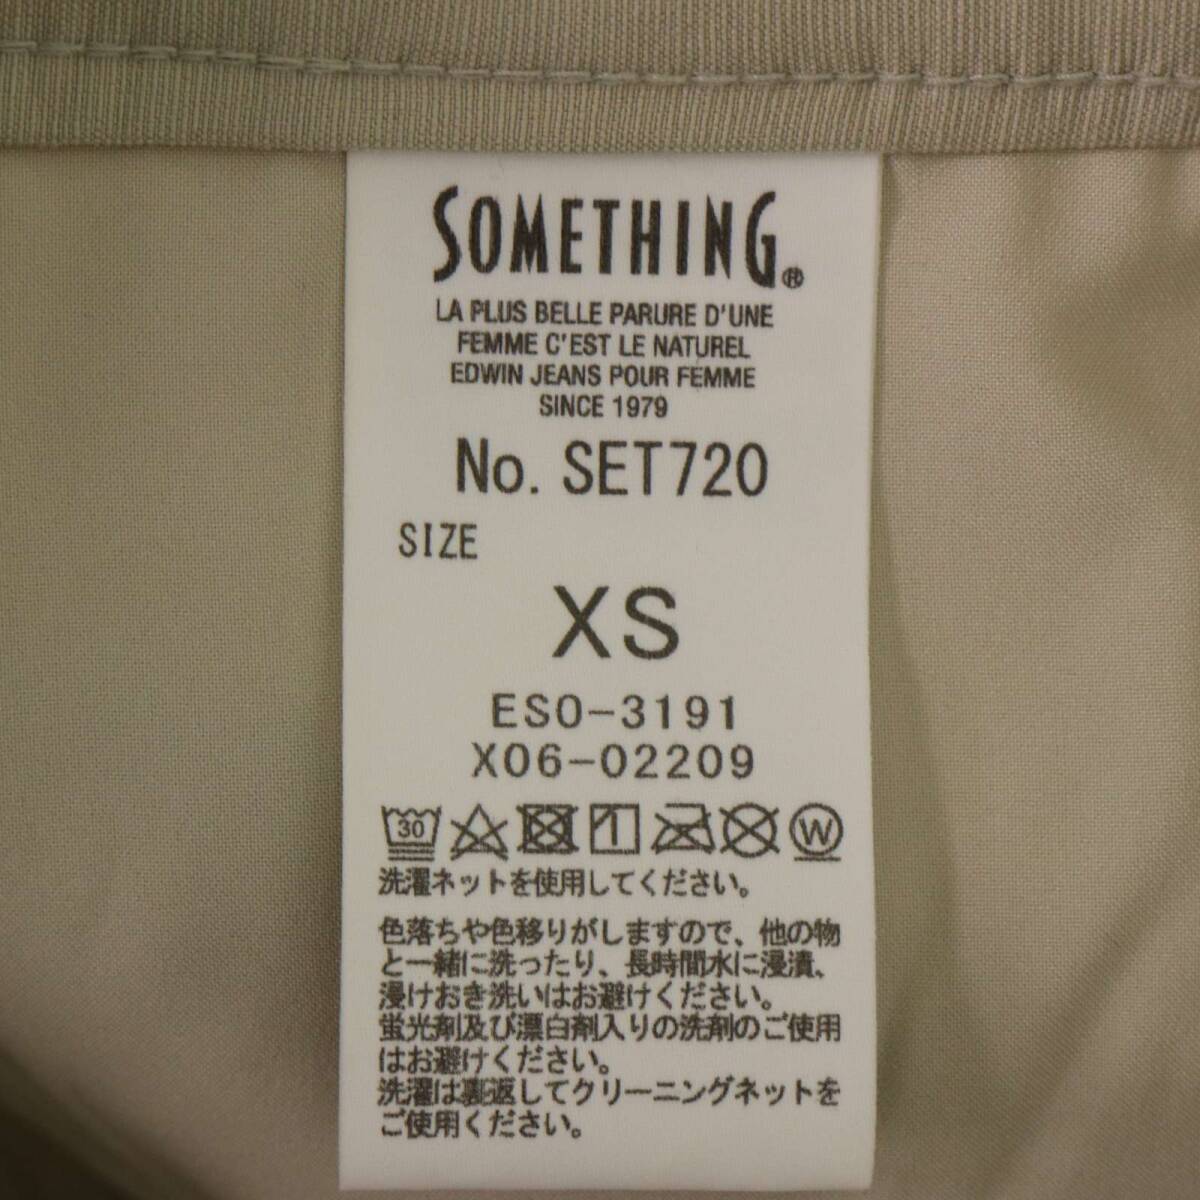 SOMETHING®
LA PLUS BELLE PARURE D'UNE
FEMME C'EST LE NATUREL
EDWIN JEANS POUR FEMME
SINCE 1979
No. SET720
SIZE
XS
ESO-3191
X06-02209
30 1 W
洗濯ネットを使用してください。
色落ちや色移りがしますので、他の物
と一緒に洗ったり、長時間水に浸漬、
浸けおき洗いはお避けください。
蛍光剤及び漂白剤入りの洗剤のご使用
はお避けください。
洗濯は裏返してクリーニングネットを
ご使用ください。